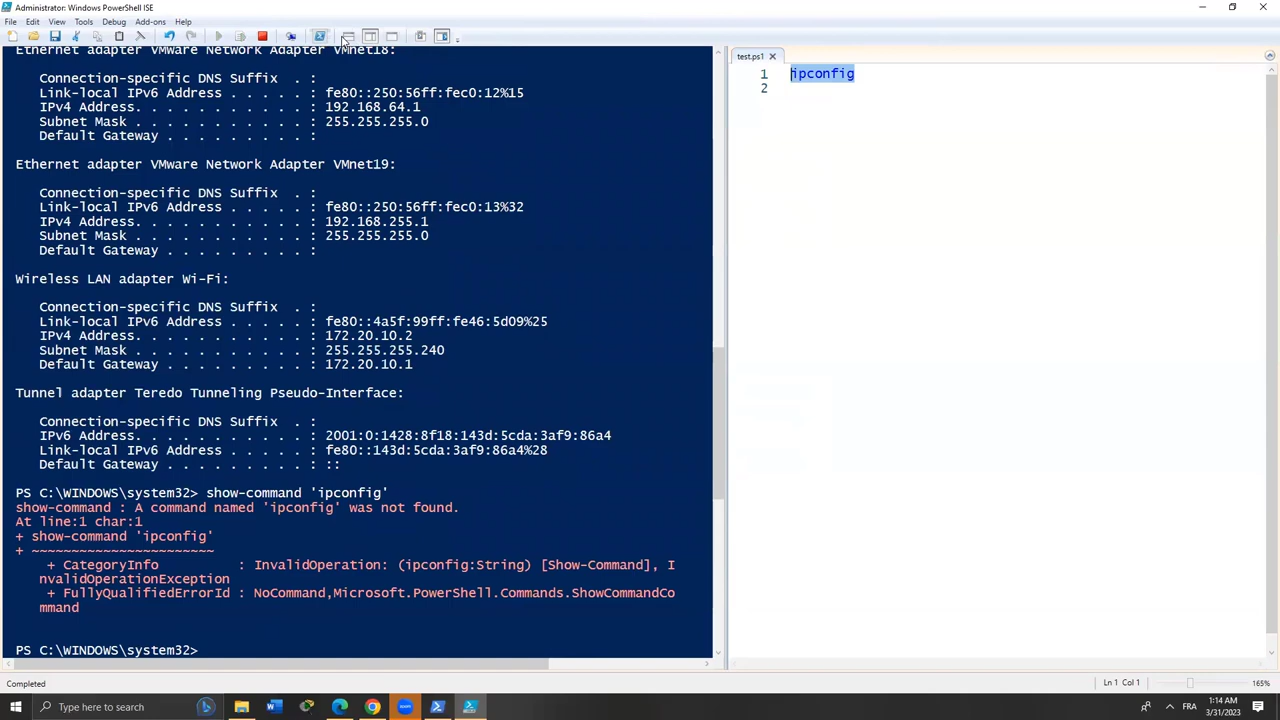 Administrator: Windows PowerShell ISE
File Edit View Tools Debug Add-ons Help
Ethernet adapter VMware Network Adapter VMnet18:
Connection-specific DNS Suffix . :
Link-local IPv6 Address . . . . . : fe80::250:56ff:fec0:12%15
IPv4 Address. . . . . . . . . . . : 192.168.64.1
Subnet Mask . . . . . . . . . . . : 255.255.255.0
Default Gateway . . . . . . . . . :
Ethernet adapter VMware Network Adapter VMnet19:
Connection-specific DNS Suffix . :
Link-local IPv6 Address . . . . . : fe80::250:56ff:fec0:13%32
IPv4 Address. . . . . . . . . . . : 192.168.255.1
Subnet Mask . . . . . . . . . . . : 255.255.255.0
Default Gateway . . . . . . . . . :
Wireless LAN adapter Wi-Fi:
Connection-specific DNS Suffix . :
Link-local IPv6 Address . . . . . : fe80::4a5f:99ff:fe46:5d09%25
IPv4 Address. . . . . . . . . . . : 172.20.10.2
Subnet Mask . . . . . . . . . . . : 255.255.255.240
Default Gateway . . . . . . . . . : 172.20.10.1
Tunnel adapter Teredo Tunneling Pseudo-Interface:
Connection-specific DNS Suffix . :
IPv6 Address. . . . . . . . . . . : 2001:0:1428:8f18:143d:5cda:3af9:86a4
Link-local IPv6 Address . . . . . : fe80::143d:5cda:3af9:86a4%28
Default Gateway . . . . . . . . . : ::
PS C:\WINDOWS\system32> show-command 'ipconfig'
show-command : A command named 'ipconfig' was not found.
At line:1 char:1
+ show-command 'ipconfig'
+ ~~~~~~~~~~~~~~~~~~~~~~~
+ CategoryInfo : InvalidOperation: (ipconfig:String) [Show-Command], I
nvalidOperationException
+ FullyQualifiedErrorId : NoCommand,Microsoft.PowerShell.Commands.ShowCommandCo
mmand
PS C:\WINDOWS\system32>
test.ps1
1 ipconfig
2
Completed
Ln 1 Col 1
165%
Type here to search
FRA
1:14 AM
3/31/2023